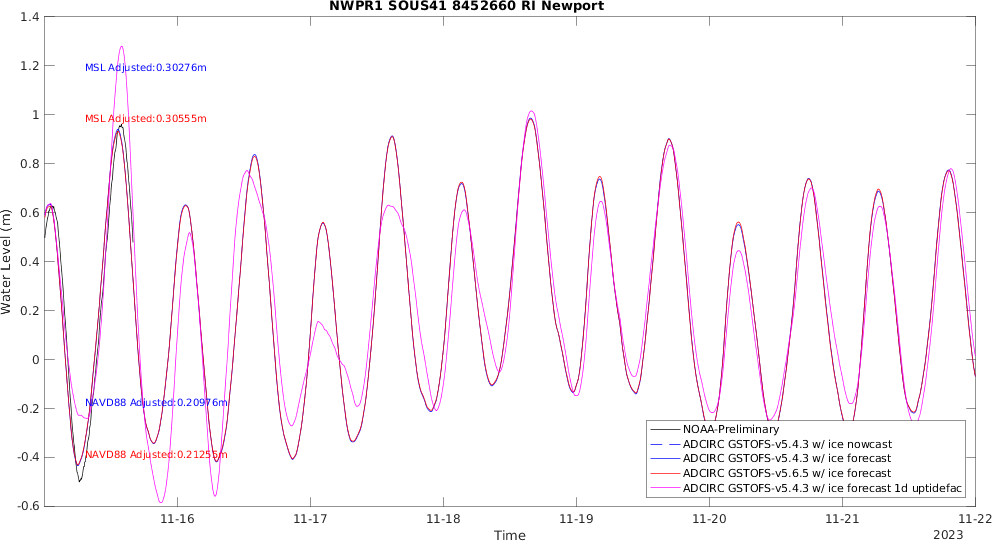 NWPR1 SOUS41 8452660 RI Newport
1.4
1.2
1
0.8
0.6
0.4
0.2
0
-0.2
-0.4
-0.6
Water Level (m)
MSL Adjusted:0.30276m
MSL Adjusted:0.30555m
NAVD88 Adjusted:0.20976m
NAVD88 Adjusted:0.21255m
NOAA-Preliminary
ADCIRC GSTOFS-v5.4.3 w/ ice nowcast
ADCIRC GSTOFS-v5.4.3 w/ ice forecast
ADCIRC GSTOFS-v5.6.5 w/ ice forecast
ADCIRC GSTOFS-v5.4.3 w/ ice forecast 1d uptidefac
11-16
11-17
11-18
11-19
11-20
11-21
11-22
Time
2023